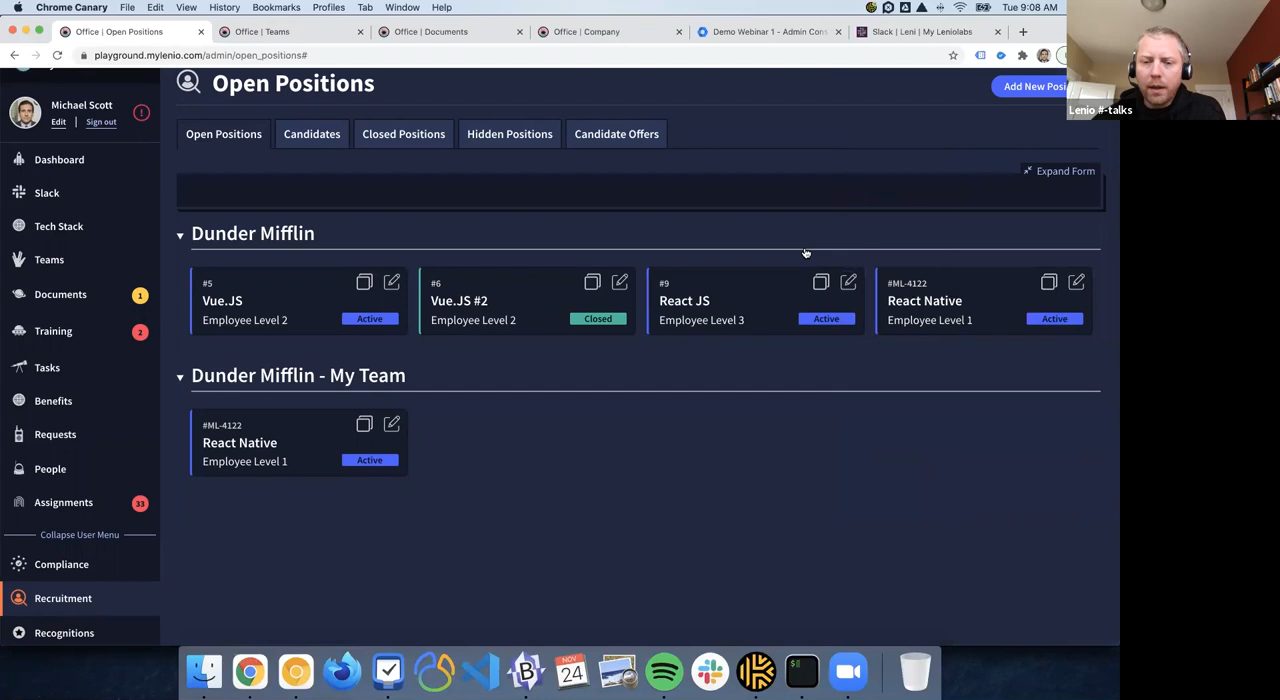 Chrome Canary File Edit View History Bookmarks Profiles Tab Window Help Tue 9:08 AM
Office | Open Positions Office | Teams Office | Documents Office | Company Demo Webinar 1 - Admin Con Slack | Leni | My Leniolabs
playground.mylenio.com/admin/open_positions#
Michael Scott
Edit | Sign out
Dashboard
Slack
Tech Stack
Teams
Documents 1
Training 2
Tasks
Benefits
Requests
People
Assignments 33
Collapse User Menu
Compliance
Recruitment
Recognitions
Open Positions
Add New Posi
Lenio #-talks
Open Positions Candidates Closed Positions Hidden Positions Candidate Offers
Expand Form
Dunder Mifflin
#5
Vue.JS
Employee Level 2 Active
#6
Vue.JS #2
Employee Level 2 Closed
#9
React JS
Employee Level 3 Active
#ML-4122
React Native
Employee Level 1 Active
Dunder Mifflin - My Team
#ML-4122
React Native
Employee Level 1 Active
NOV
24